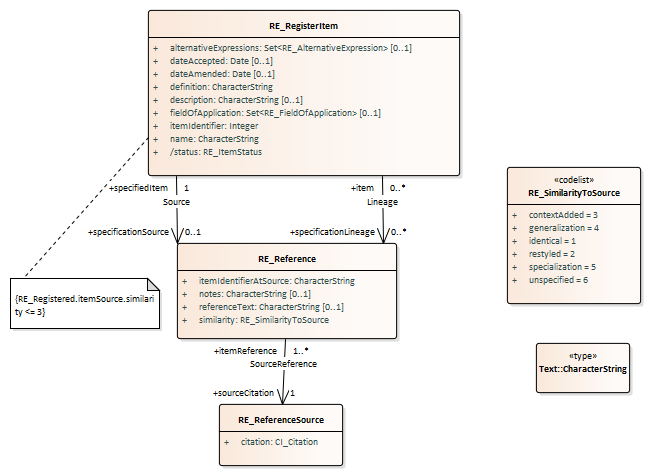 RE_RegisterItem
+ alternativeExpressions: Set<RE_AlternativeExpression> [0..1]
+ dateAccepted: Date [0..1]
+ dateAmended: Date [0..1]
+ definition: CharacterString
+ description: CharacterString [0..1]
+ fieldOfApplication: Set<RE_FieldOfApplication> [0..1]
+ itemIdentifier: Integer
+ name: CharacterString
+ /status: RE_ItemStatus
+specifiedItem 1
Source
+specificationSource 0..1
+item 0..*
Lineage
+specificationLineage 0..*
{RE_Registered.itemSource.similari
ty <= 3}
RE_Reference
+ itemIdentifierAtSource: CharacterString
+ notes: CharacterString [0..1]
+ referenceText: CharacterString [0..1]
+ similarity: RE_SimilarityToSource
+itemReference 1..*
SourceReference
+sourceCitation 1
RE_ReferenceSource
+ citation: CI_Citation
«codelist»
RE_SimilarityToSource
+ contextAdded = 3
+ generalization = 4
+ identical = 1
+ restyled = 2
+ specialization = 5
+ unspecified = 6
«type»
Text::CharacterString